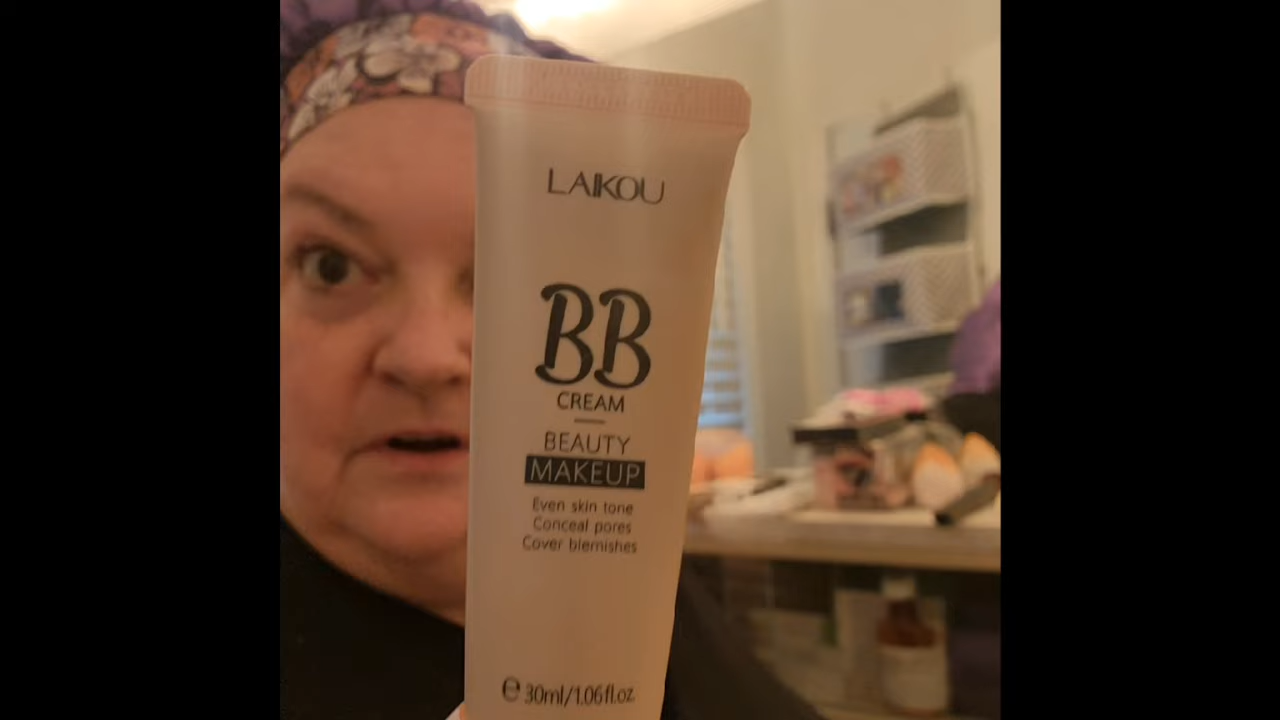 LAIKOU
BB
CREAM
BEAUTY
MAKEUP
Even skin tone
Conceal pores
Cover blemishes
℮ 30ml/1.06fl.oz